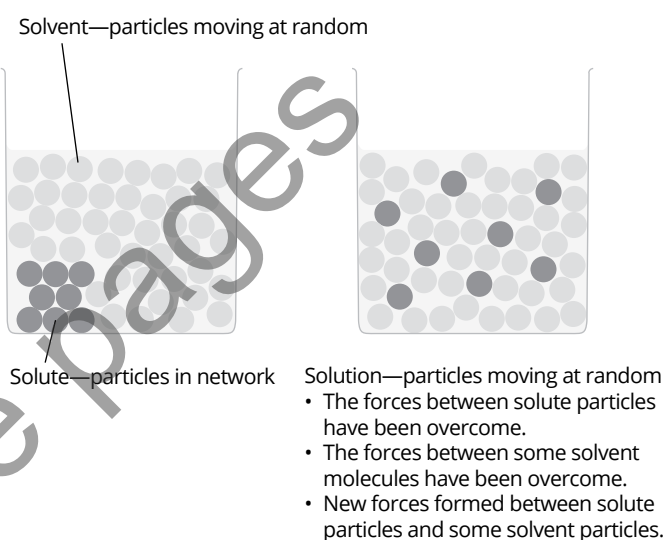 Solvent—particles moving at random
Solute—particles in network
Solution—particles moving at random
• The forces between solute particles
have been overcome.
• The forces between some solvent
molecules have been overcome.
• New forces formed between solute
particles and some solvent particles.
e pages